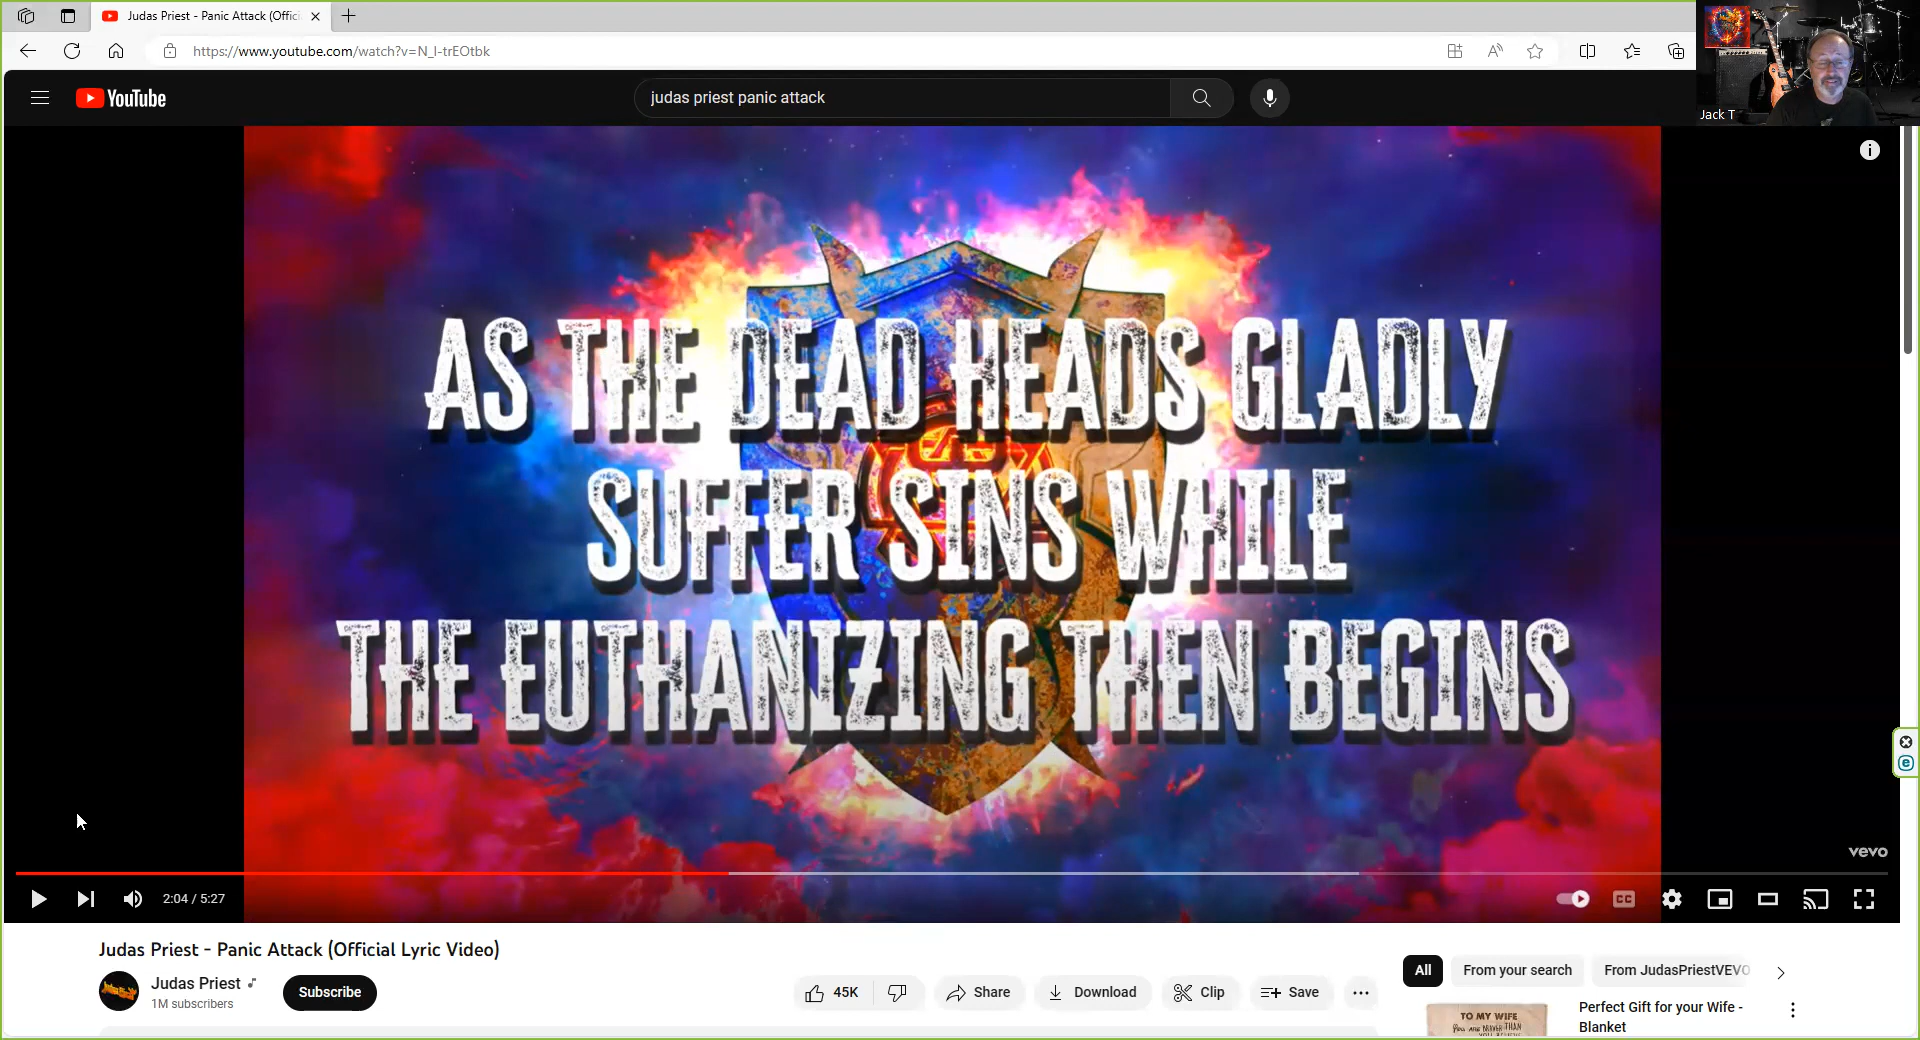 Judas Priest - Panic Attack (Offici
https://www.youtube.com/watch?v=N_I-trEOtbk
YouTube
judas priest panic attack
Jack T
AS THE DEAD HEADS GLADLY
SUFFER SINS WHILE
THE EUTHANIZING THEN BEGINS
vevo
2:04 / 5:27
CC
Judas Priest - Panic Attack (Official Lyric Video)
Judas Priest
1M subscribers
Subscribe
45K
Share
Download
Clip
Save
All
From your search
From JudasPriestVEVO
Perfect Gift for your Wife -
Blanket
TO MY WIFE